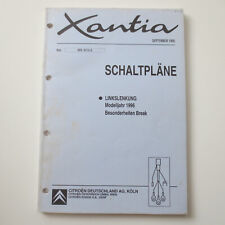 Xantia
SEPTEMBER 1995
SCHALTPLÄNE
● LINKSLENKUNG
Modelljahr 1996
Besonderheiten Break
CITROËN DEUTSCHLAND AG, KÖLN